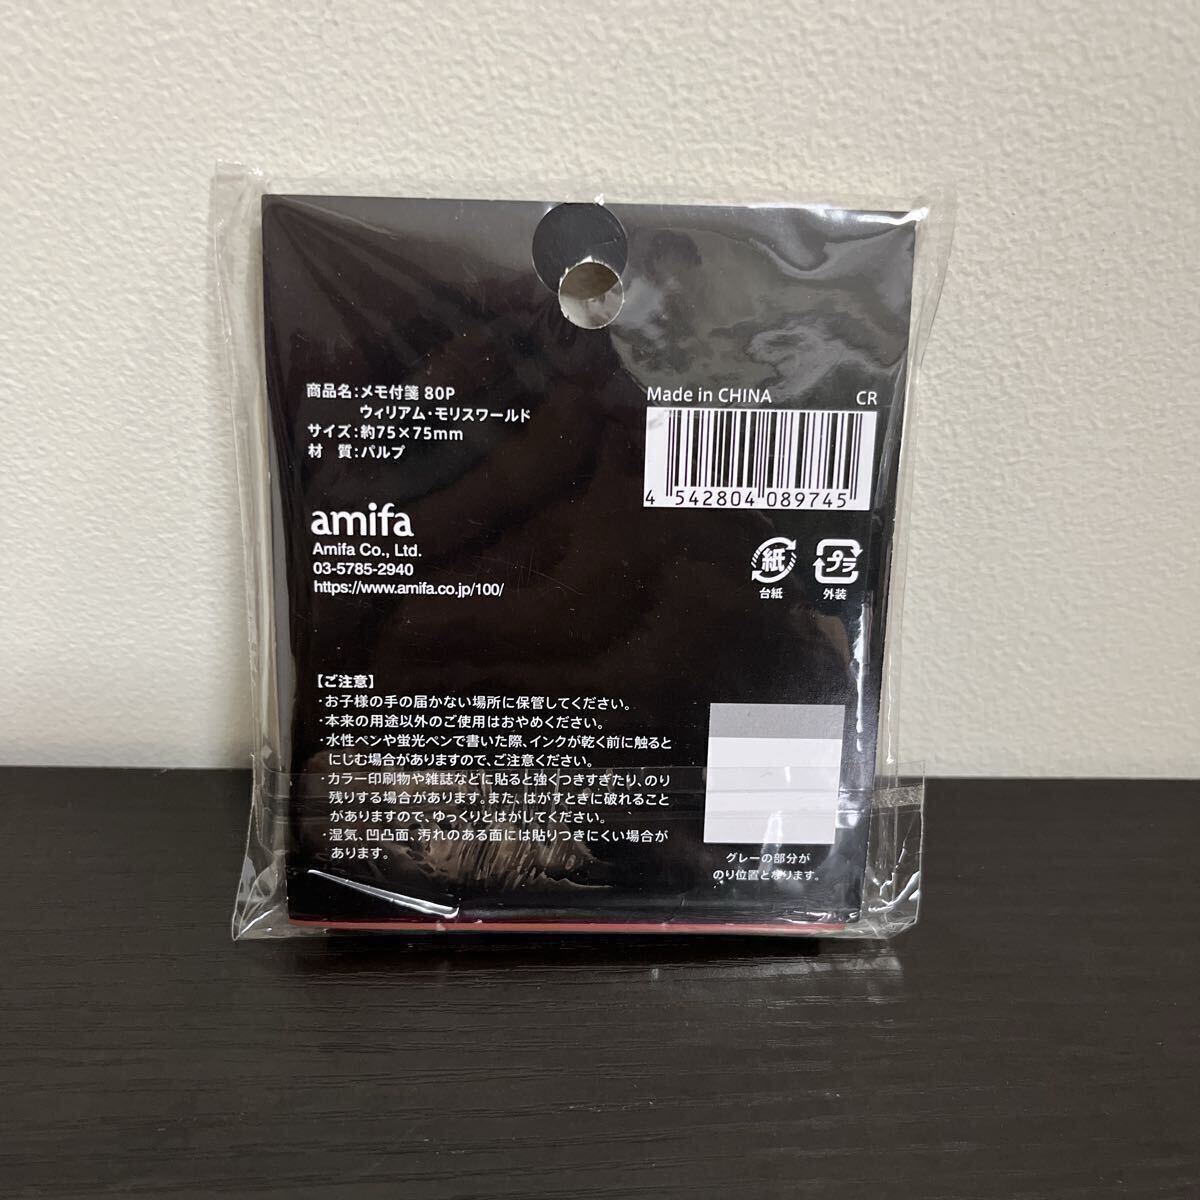 商品名：メモ付箋 80P
ウィリアム・モリスワールド
サイズ：約75×75mm
材　質：パルプ
Made in CHINA CR
4 542804 089745
amifa
Amifa Co., Ltd.
03-5785-2940
https://www.amifa.co.jp/100/
紙
台紙
プラ
外装
【ご注意】
・お子様の手の届かない場所に保管してください。
・本来の用途以外のご使用はおやめください。
・水性ペンや蛍光ペンで書いた際、インクが乾く前に触ると
にじむ場合がありますので、ご注意ください。
・カラー印刷物や雑誌などに貼ると強くつきすぎたり、のり
残りする場合があります。また、はがすときに破れること
がありますので、ゆっくりとはがしてください。
・湿気、凹凸面、汚れのある面には貼りつきにくい場合が
あります。
グレーの部分が
のり位置となります。